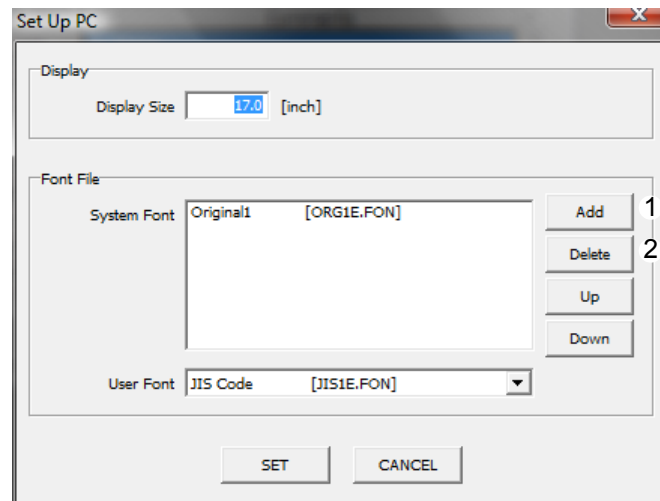 Set Up PC
Display
Display Size 17.0 [inch]
Font File
System Font Original1 [ORG1E.FON] Add 1
Delete 2
Up
Down
User Font JIS Code [JIS1E.FON]
SET CANCEL